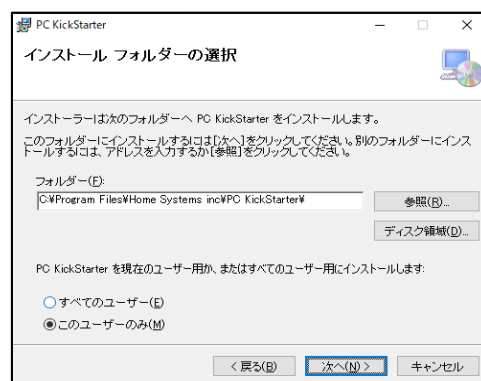 PC KickStarter
インストール フォルダーの選択
インストーラーは次のフォルダーへ PC KickStarter をインストールします。
このフォルダーにインストールするには[次へ]をクリックしてください。別のフォルダーにインス
トールするには、アドレスを入力するか[参照]をクリックしてください。
フォルダー(F):
C:¥Program Files¥Home Systems inc¥PC KickStarter¥
参照(R)...
ディスク領域(D)...
PC KickStarter を現在のユーザー用か、またはすべてのユーザー用にインストールします:
すべてのユーザー(E)
このユーザーのみ(M)
< 戻る(B)
次へ(N) >
キャンセル